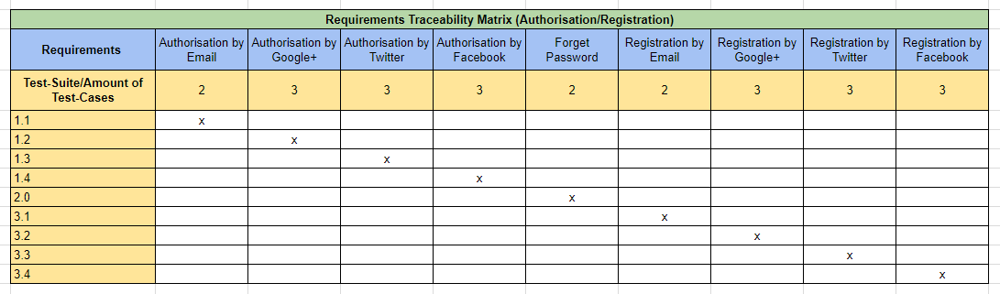 Requirements Traceability Matrix (Authorisation/Registration)
Requirements
Authorisation by Email
Authorisation by Google+
Authorisation by Twitter
Authorisation by Facebook
Forget Password
Registration by Email
Registration by Google+
Registration by Twitter
Registration by Facebook
Test-Suite/Amount of Test-Cases
2 3 3 3 2 2 3 3 3
1.1 x
1.2 x
1.3 x
1.4 x
2.0 x
3.1 x
3.2 x
3.3 x
3.4 x